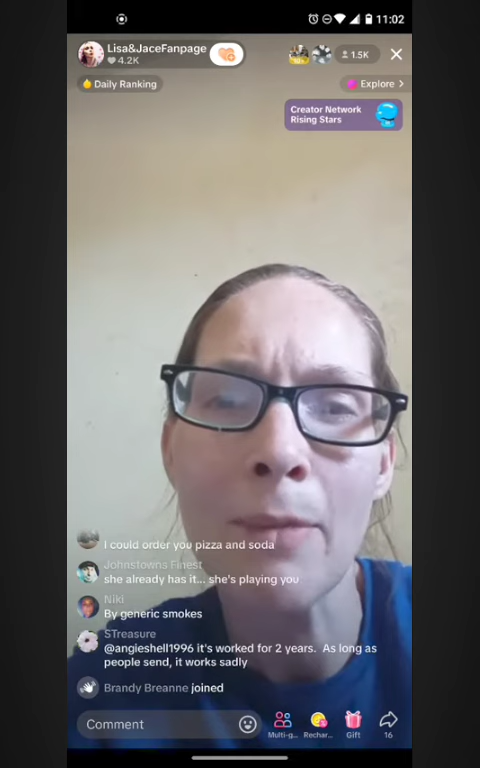 11:02
Lisa&JaceFanpage
4.2K
1.5K
Daily Ranking
Explore >
Creator Network
Rising Stars
I could order you pizza and soda
Johnstowns Finest
she already has it... she's playing you
Niki
By generic smokes
STreasure
@angieshell1996 it's worked for 2 years. As long as
people send, it works sadly
Brandy Breanne joined
Comment
Multi-g...
Rechar...
Gift
16